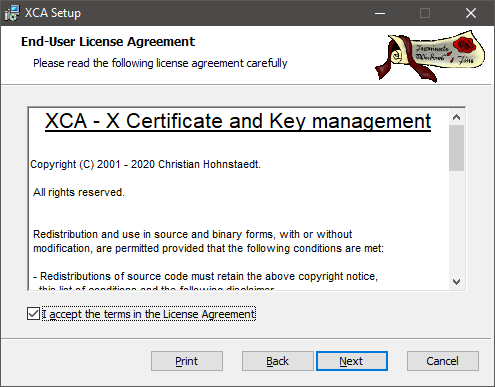 XCA Setup
End-User License Agreement
Please read the following license agreement carefully
XCA - X Certificate and Key management
Copyright (C) 2001 - 2020 Christian Hohnstaedt.
All rights reserved.
Redistribution and use in source and binary forms, with or without
modification, are permitted provided that the following conditions are met:
- Redistributions of source code must retain the above copyright notice,
this list of conditions and the following disclaimer
I accept the terms in the License Agreement
Print
Back
Next
Cancel